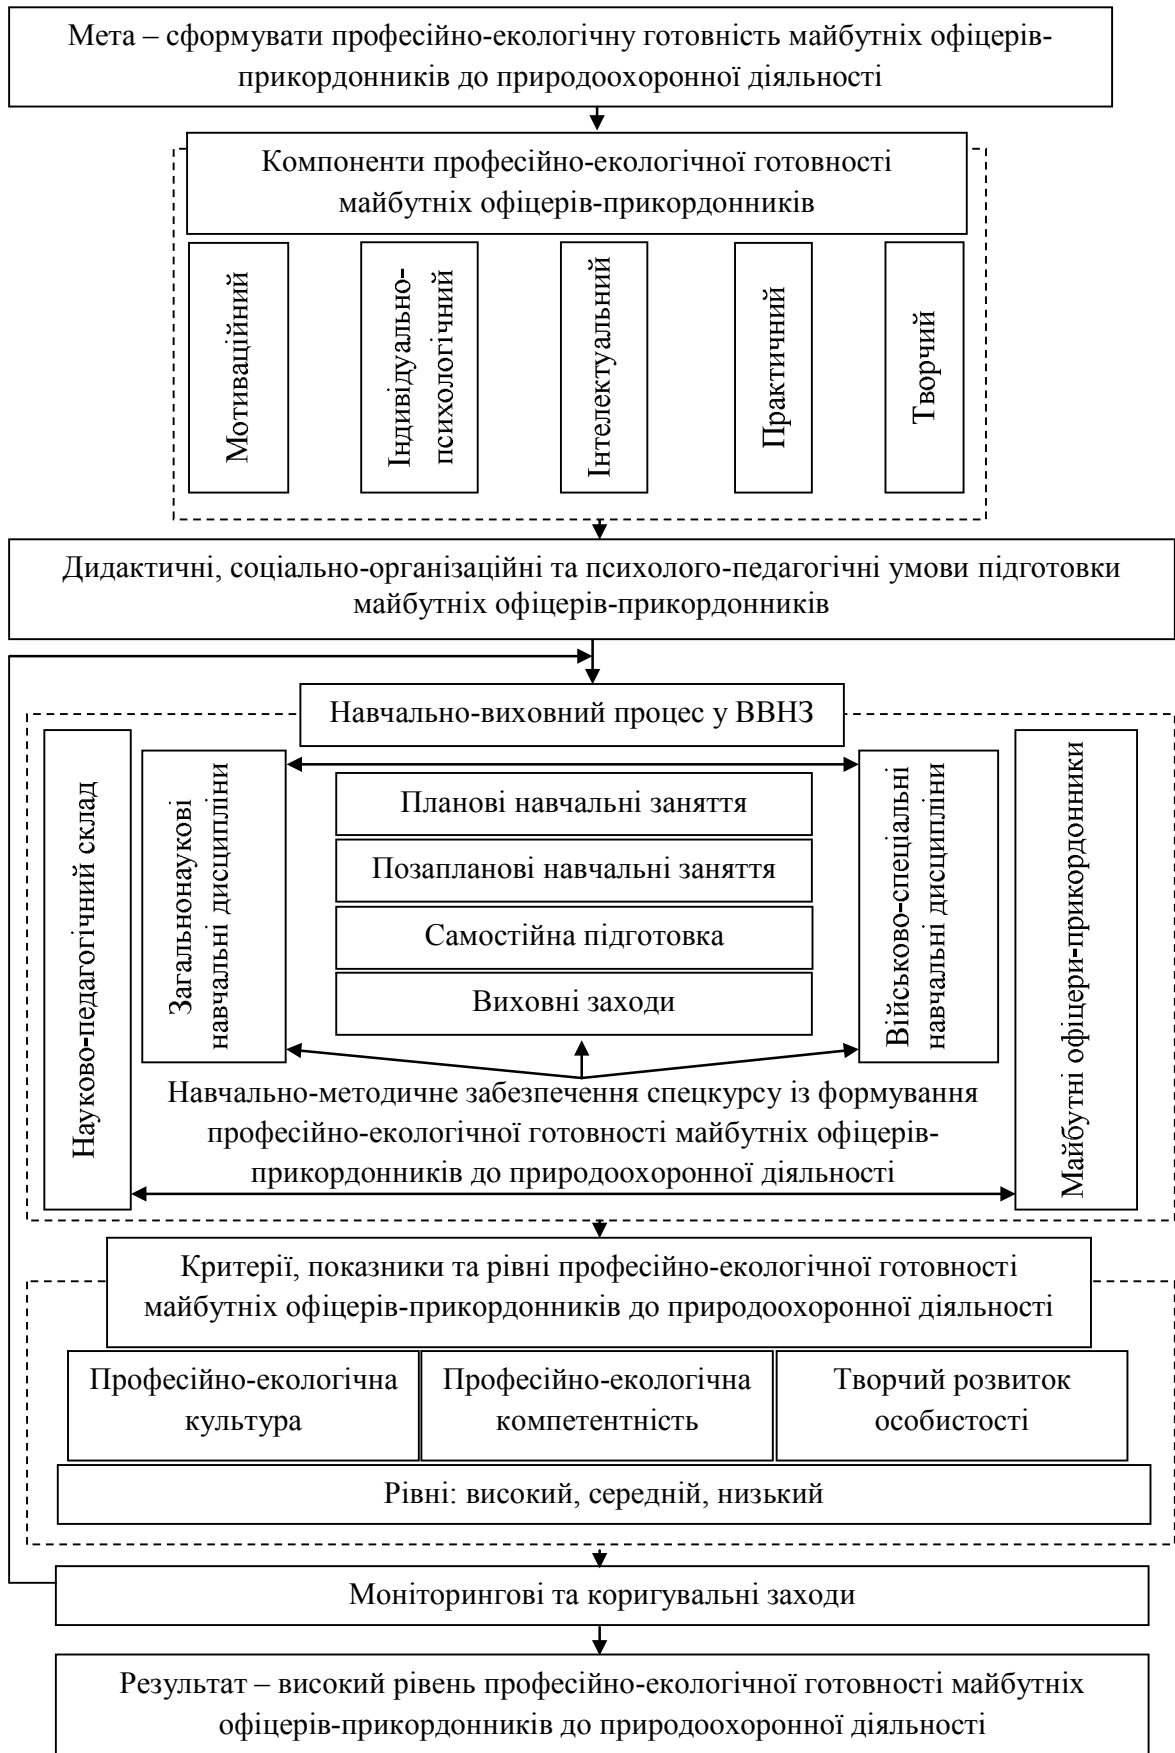 Мета – сформувати професійно-екологічну готовність майбутніх офіцерів-
прикордонників до природоохоронної діяльності
Компоненти професійно-екологічної готовності
майбутніх офіцерів-прикордонників
Мотиваційний
Індивідуально-
психологічний
Інтелектуальний
Практичний
Творчий
Дидактичні, соціально-організаційні та психолого-педагогічні умови підготовки
майбутніх офіцерів-прикордонників
Навчально-виховний процес у ВВНЗ
Науково-педагогічний склад
Загальнонаукові
навчальні дисципліни
Планові навчальні заняття
Позапланові навчальні заняття
Самостійна підготовка
Виховні заходи
Військово-спеціальні
навчальні дисципліни
Майбутні офіцери-прикордонники
Навчально-методичне забезпечення спецкурсу із формування
професійно-екологічної готовності майбутніх офіцерів-
прикордонників до природоохоронної діяльності
Критерії, показники та рівні професійно-екологічної готовності
майбутніх офіцерів-прикордонників до природоохоронної діяльності
Професійно-екологічна
культура
Професійно-екологічна
компетентність
Творчий розвиток
особистості
Рівні: високий, середній, низький
Моніторингові та коригувальні заходи
Результат – високий рівень професійно-екологічної готовності майбутніх
офіцерів-прикордонників до природоохоронної діяльності